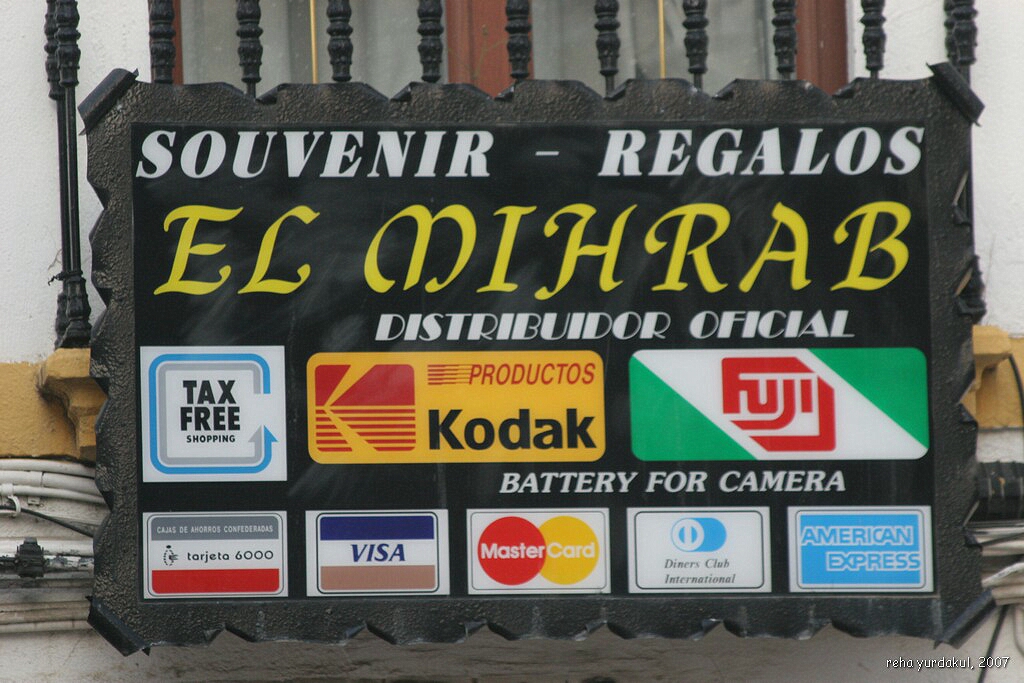 SOUVENIR - REGALOS
EL MIHRAB
DISTRIBUIDOR OFICIAL
TAX
FREE
SHOPPING
PRODUCTOS
Kodak
FUJI
BATTERY FOR CAMERA
CAJAS DE AHORROS CONFEDERADAS
tarjeta 6000
VISA
MasterCard
Diners Club
International
AMERICAN
EXPRESS
reha yurdakul, 2007